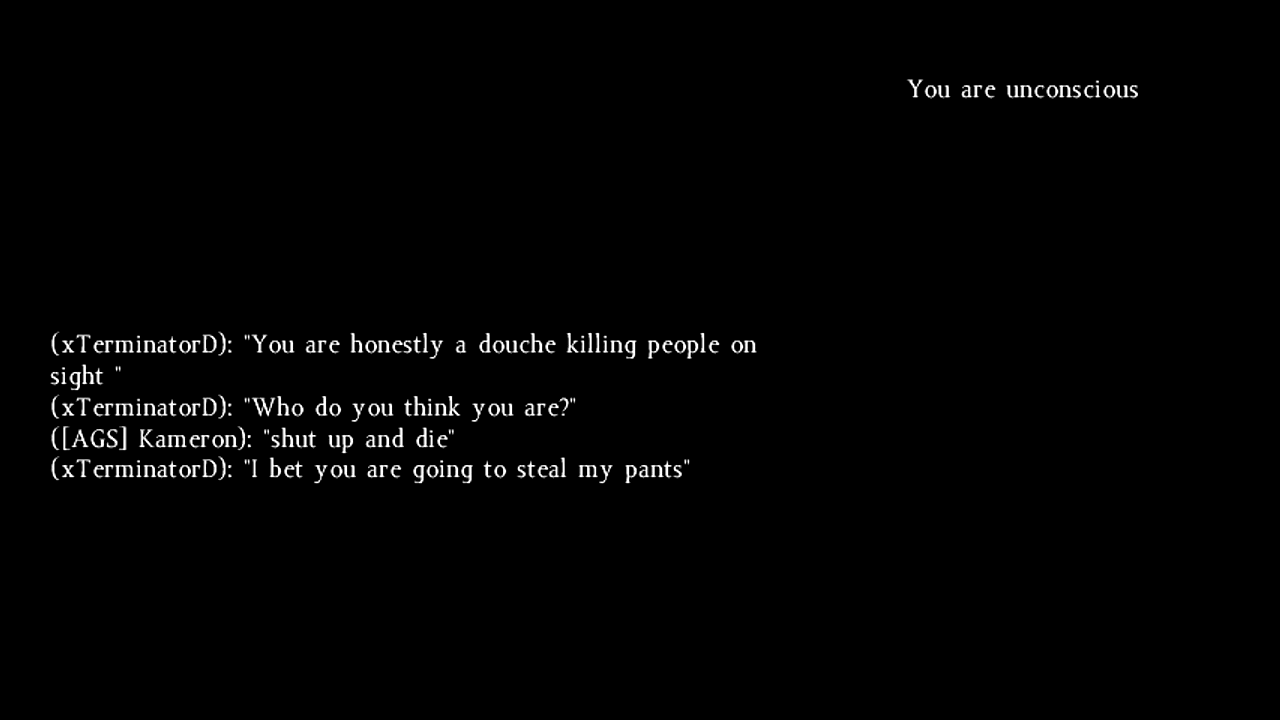 You are unconscious
(xTerminatorD): "You are honestly a douche killing people on
sight "
(xTerminatorD): "Who do you think you are?"
([AGS] Kameron): "shut up and die"
(xTerminatorD): "I bet you are going to steal my pants"